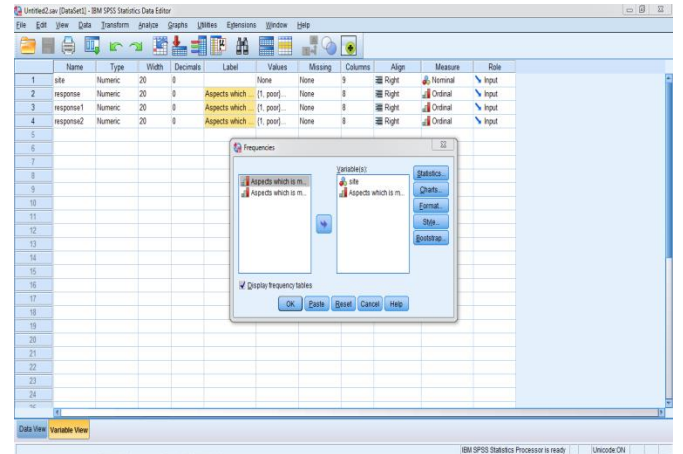 Untitled2.sav [DataSet1] - IBM SPSS Statistics Data Editor
File Edit View Data Transform Analyze Graphs Utilities Extensions Window Help
Name Type Width Decimals Label Values Missing Columns Align Measure Role
1 site Numeric 20 0 None None 9 Right Nominal Input
2 response Numeric 20 0 Aspects which ... {1, poor}... None 8 Right Ordinal Input
3 response1 Numeric 20 0 Aspects which ... {1, poor}... None 8 Right Ordinal Input
4 response2 Numeric 20 0 Aspects which ... {1, poor}... None 8 Right Ordinal Input
5
6
7
8
9
10
11
12
13
14
15
16
17
18
19
20
21
22
23
24
Frequencies
Variable(s):
Aspects which is m...
Aspects which is m...
site
Aspects which is m...
Statistics...
Charts...
Format...
Style...
Bootstrap...
Display frequency tables
OK Paste Reset Cancel Help
Data View Variable View
IBM SPSS Statistics Processor is ready Unicode:ON